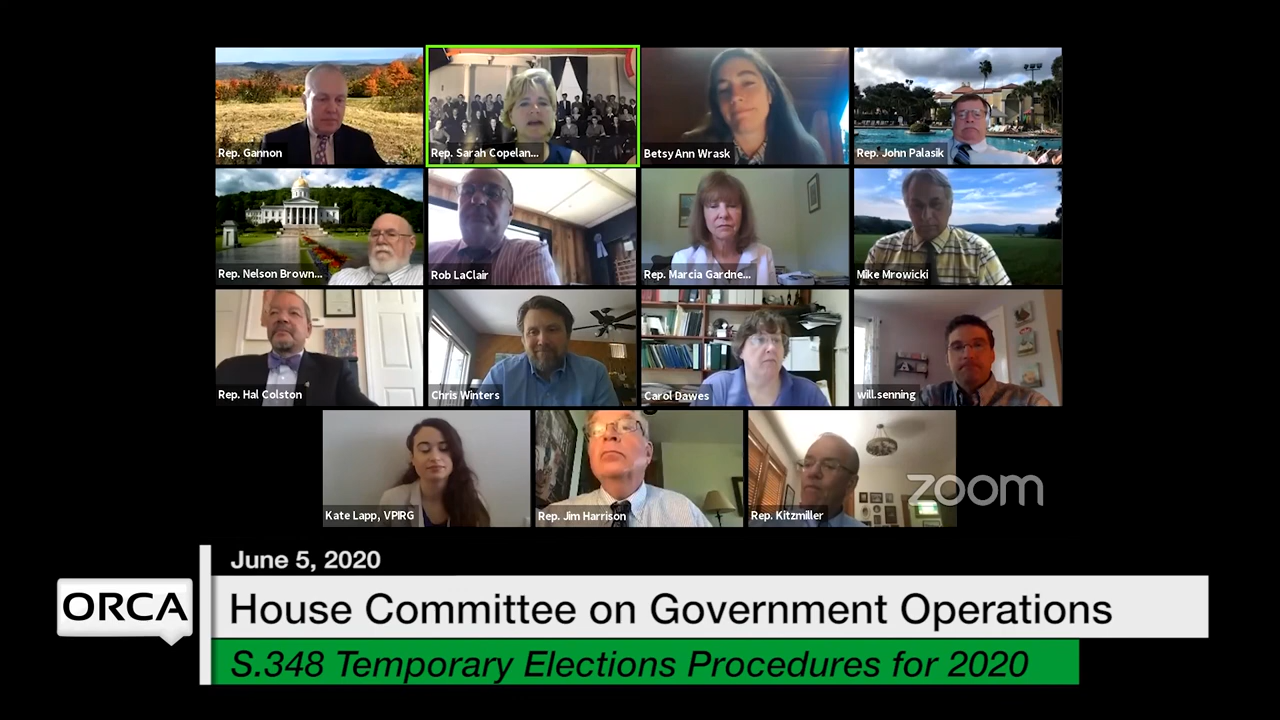 Rep. Gannon
Rep. Sarah Copelan...
Betsy Ann Wrask
Rep. John Palasik
Rep. Nelson Brown...
Rob LaClair
Rep. Marcia Gardne...
Mike Mrowicki
Rep. Hal Colston
Chris Winters
Carol Dawes
will.senning
Kate Lapp, VPIRG
Rep. Jim Harrison
Rep. Kitzmiller
zoom
June 5, 2020
ORCA
House Committee on Government Operations
S.348 Temporary Elections Procedures for 2020